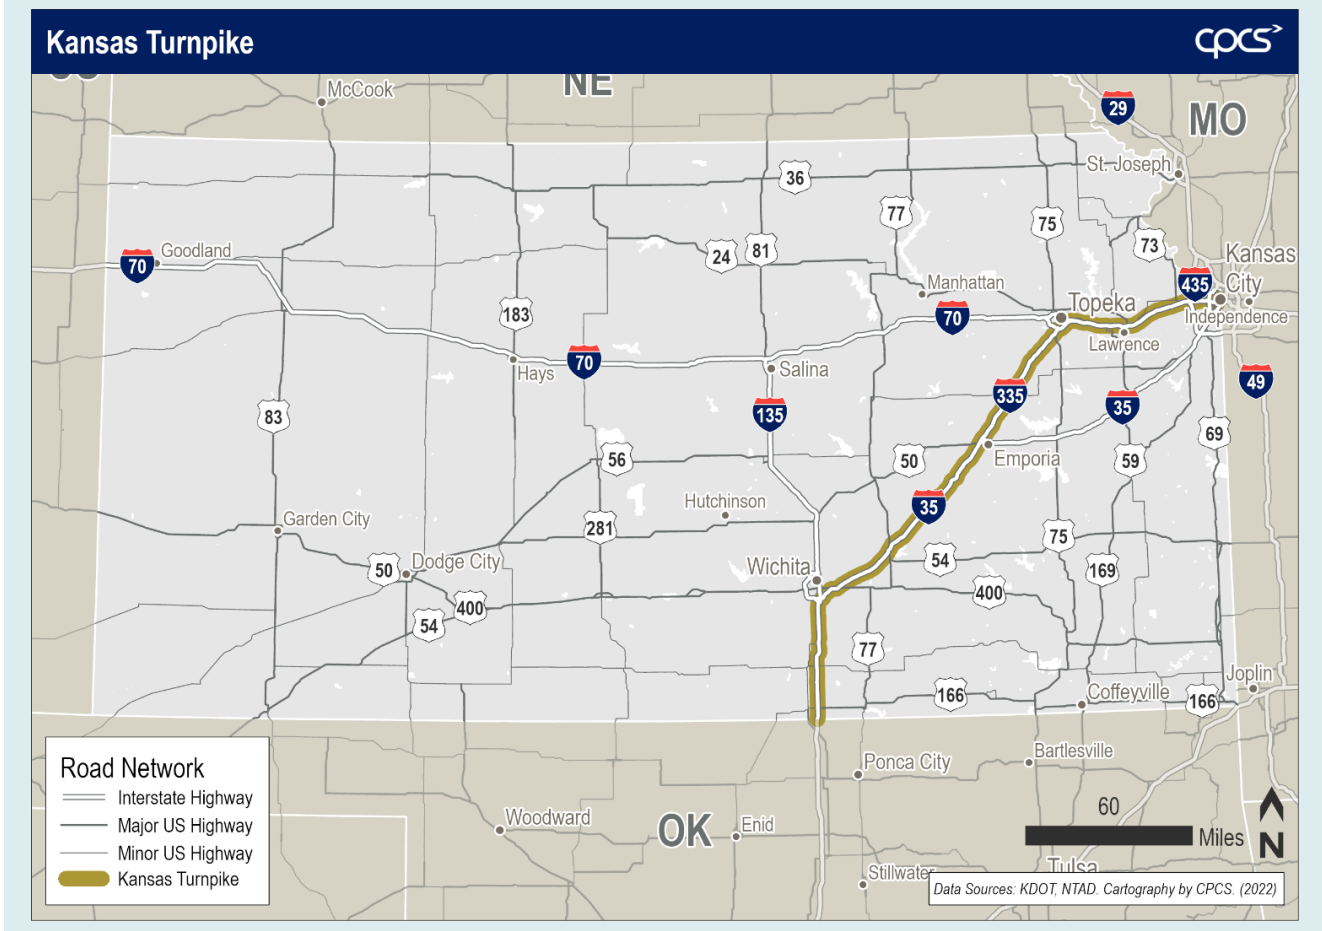 Kansas Turnpike
cpcs
NE
McCook
29
MO
St. Joseph
36
77
75
73
Kansas
City
Goodland
70
24
81
435
Manhattan
Topeka
Independence
183
70
Lawrence
70
Hays
Salina
335
35
49
83
135
69
56
50
Emporia
59
Hutchinson
35
Garden City
281
75
54
Wichita
50
Dodge City
169
400
400
54
77
166
Coffeyville
166
Joplin
Ponca City
Bartlesville
Road Network
Interstate Highway
Major US Highway
Minor US Highway
Kansas Turnpike
Woodward
OK
Enid
60
Miles
N
Tulsa
Stillwater
Data Sources: KDOT, NTAD. Cartography by CPCS. (2022)